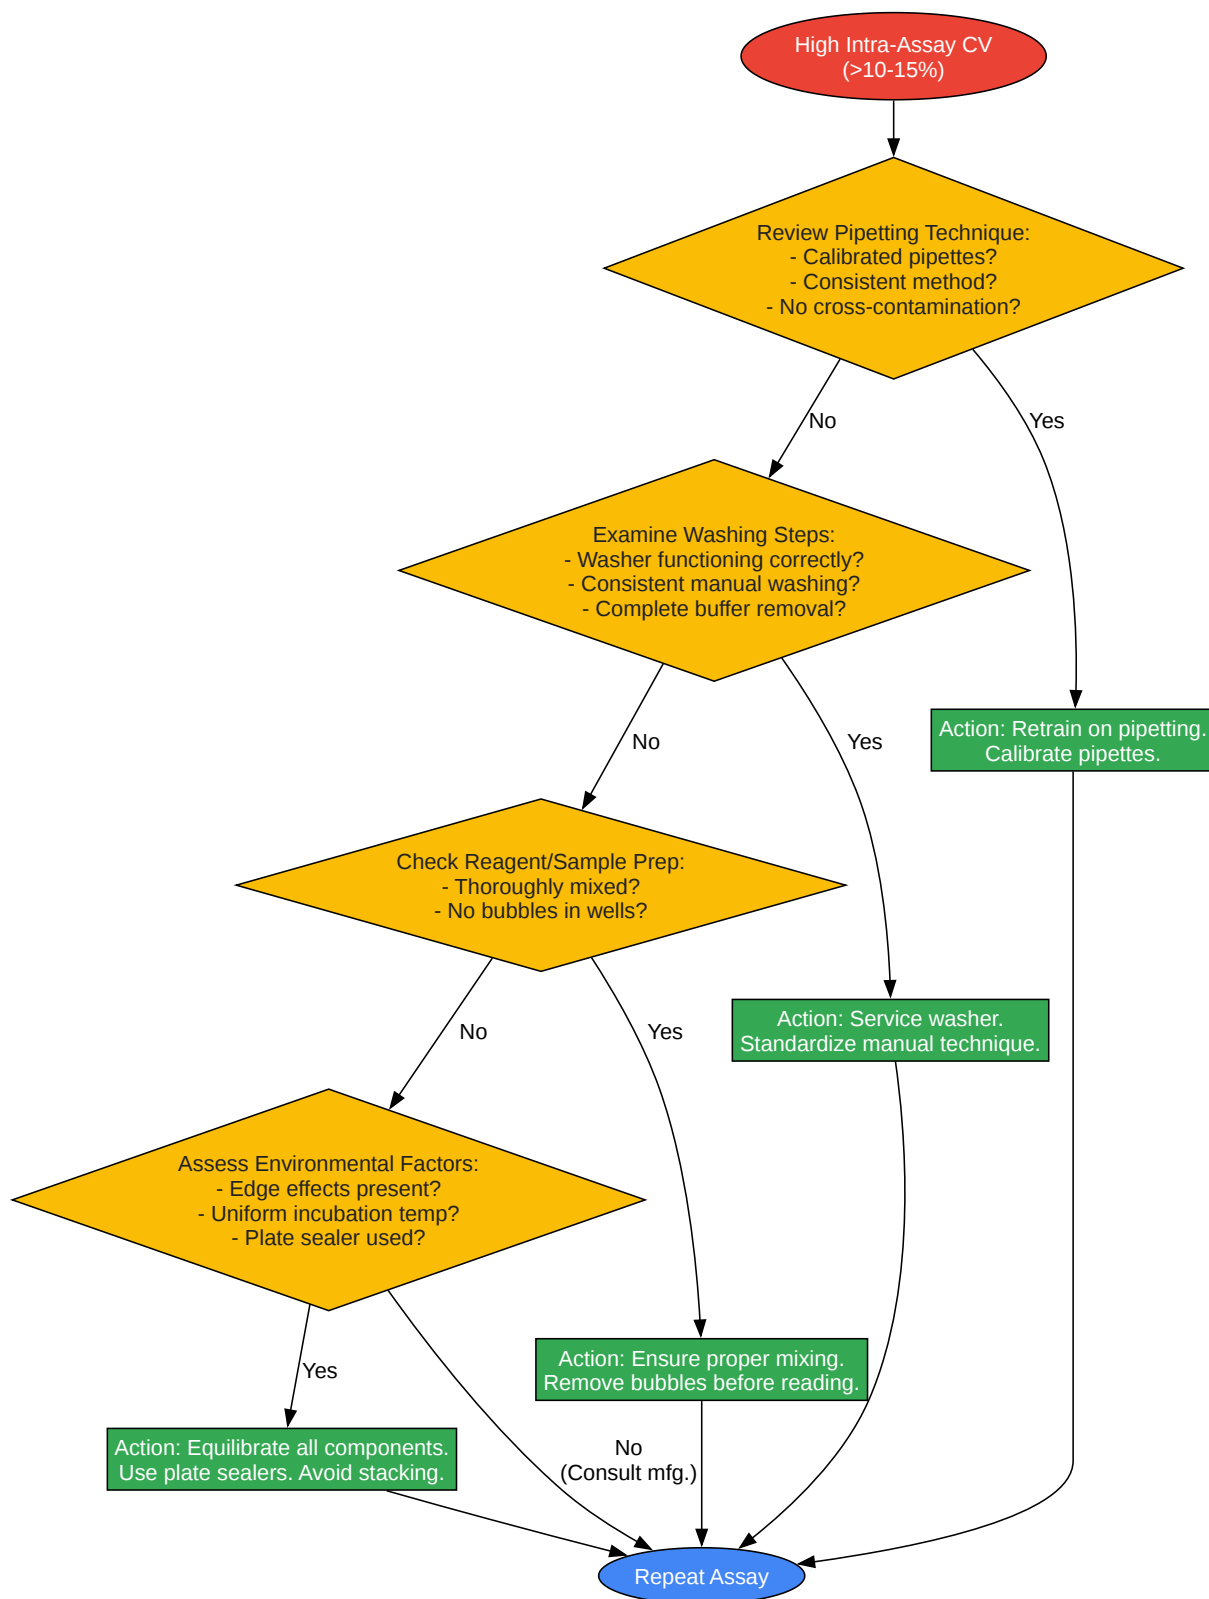 High Intra-Assay CV
(>10-15%)
Review Pipetting Technique:
- Calibrated pipettes?
- Consistent method?
- No cross-contamination?
No
Yes
Examine Washing Steps:
- Washer functioning correctly?
- Consistent manual washing?
- Complete buffer removal?
No
Yes
Action: Retrain on pipetting.
Calibrate pipettes.
Check Reagent/Sample Prep:
- Thoroughly mixed?
- No bubbles in wells?
No
Yes
Action: Service washer.
Standardize manual technique.
Assess Environmental Factors:
- Edge effects present?
- Uniform incubation temp?
- Plate sealer used?
Yes
Action: Ensure proper mixing.
Remove bubbles before reading.
Action: Equilibrate all components.
Use plate sealers. Avoid stacking.
No
(Consult mfg.)
Repeat Assay